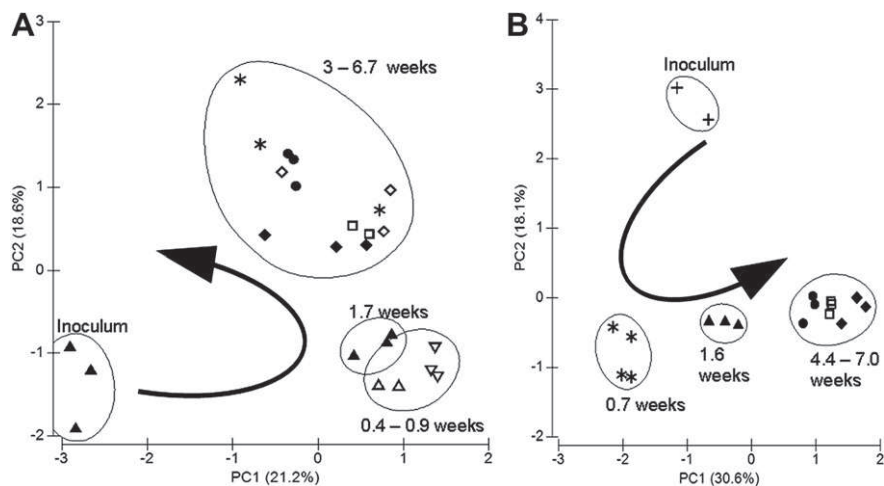 A
3
2
1
0
-1
-2
PC2 (18.6%)
3 – 6.7 weeks
Inoculum
1.7 weeks
0.4 – 0.9 weeks
-3 -2 -1 0 1 2
PC1 (21.2%)
B
4
3
2
1
0
-1
-2
-4
PC2 (18.1%)
Inoculum
0.7 weeks
1.6
weeks
4.4 – 7.0
weeks
-3 -2 -1 0 1 2
PC1 (30.6%)